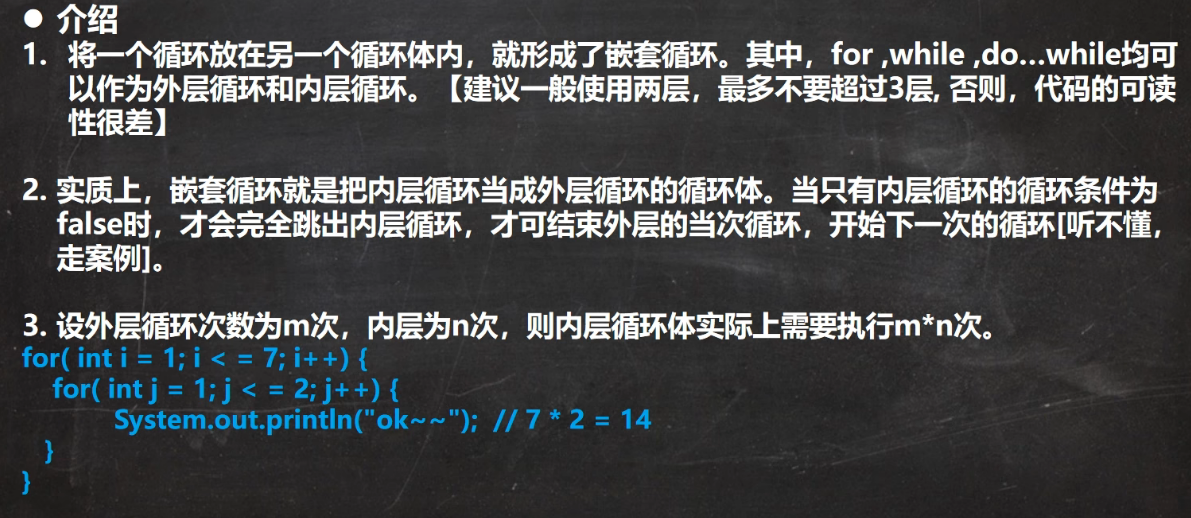 ● 介绍
1. 将一个循环放在另一个循环体内，就形成了嵌套循环。其中，for ,while ,do…while均可
以作为外层循环和内层循环。【建议一般使用两层，最多不要超过3层, 否则，代码的可读
性很差】
2. 实质上，嵌套循环就是把内层循环当成外层循环的循环体。当只有内层循环的循环条件为
false时，才会完全跳出内层循环，才可结束外层的当次循环，开始下一次的循环[听不懂，
走案例]。
3. 设外层循环次数为m次，内层为n次，则内层循环体实际上需要执行m*n次。
for( int i = 1; i < = 7; i++) {
for( int j = 1; j < = 2; j++) {
System.out.println("ok~~"); // 7 * 2 = 14
}
}